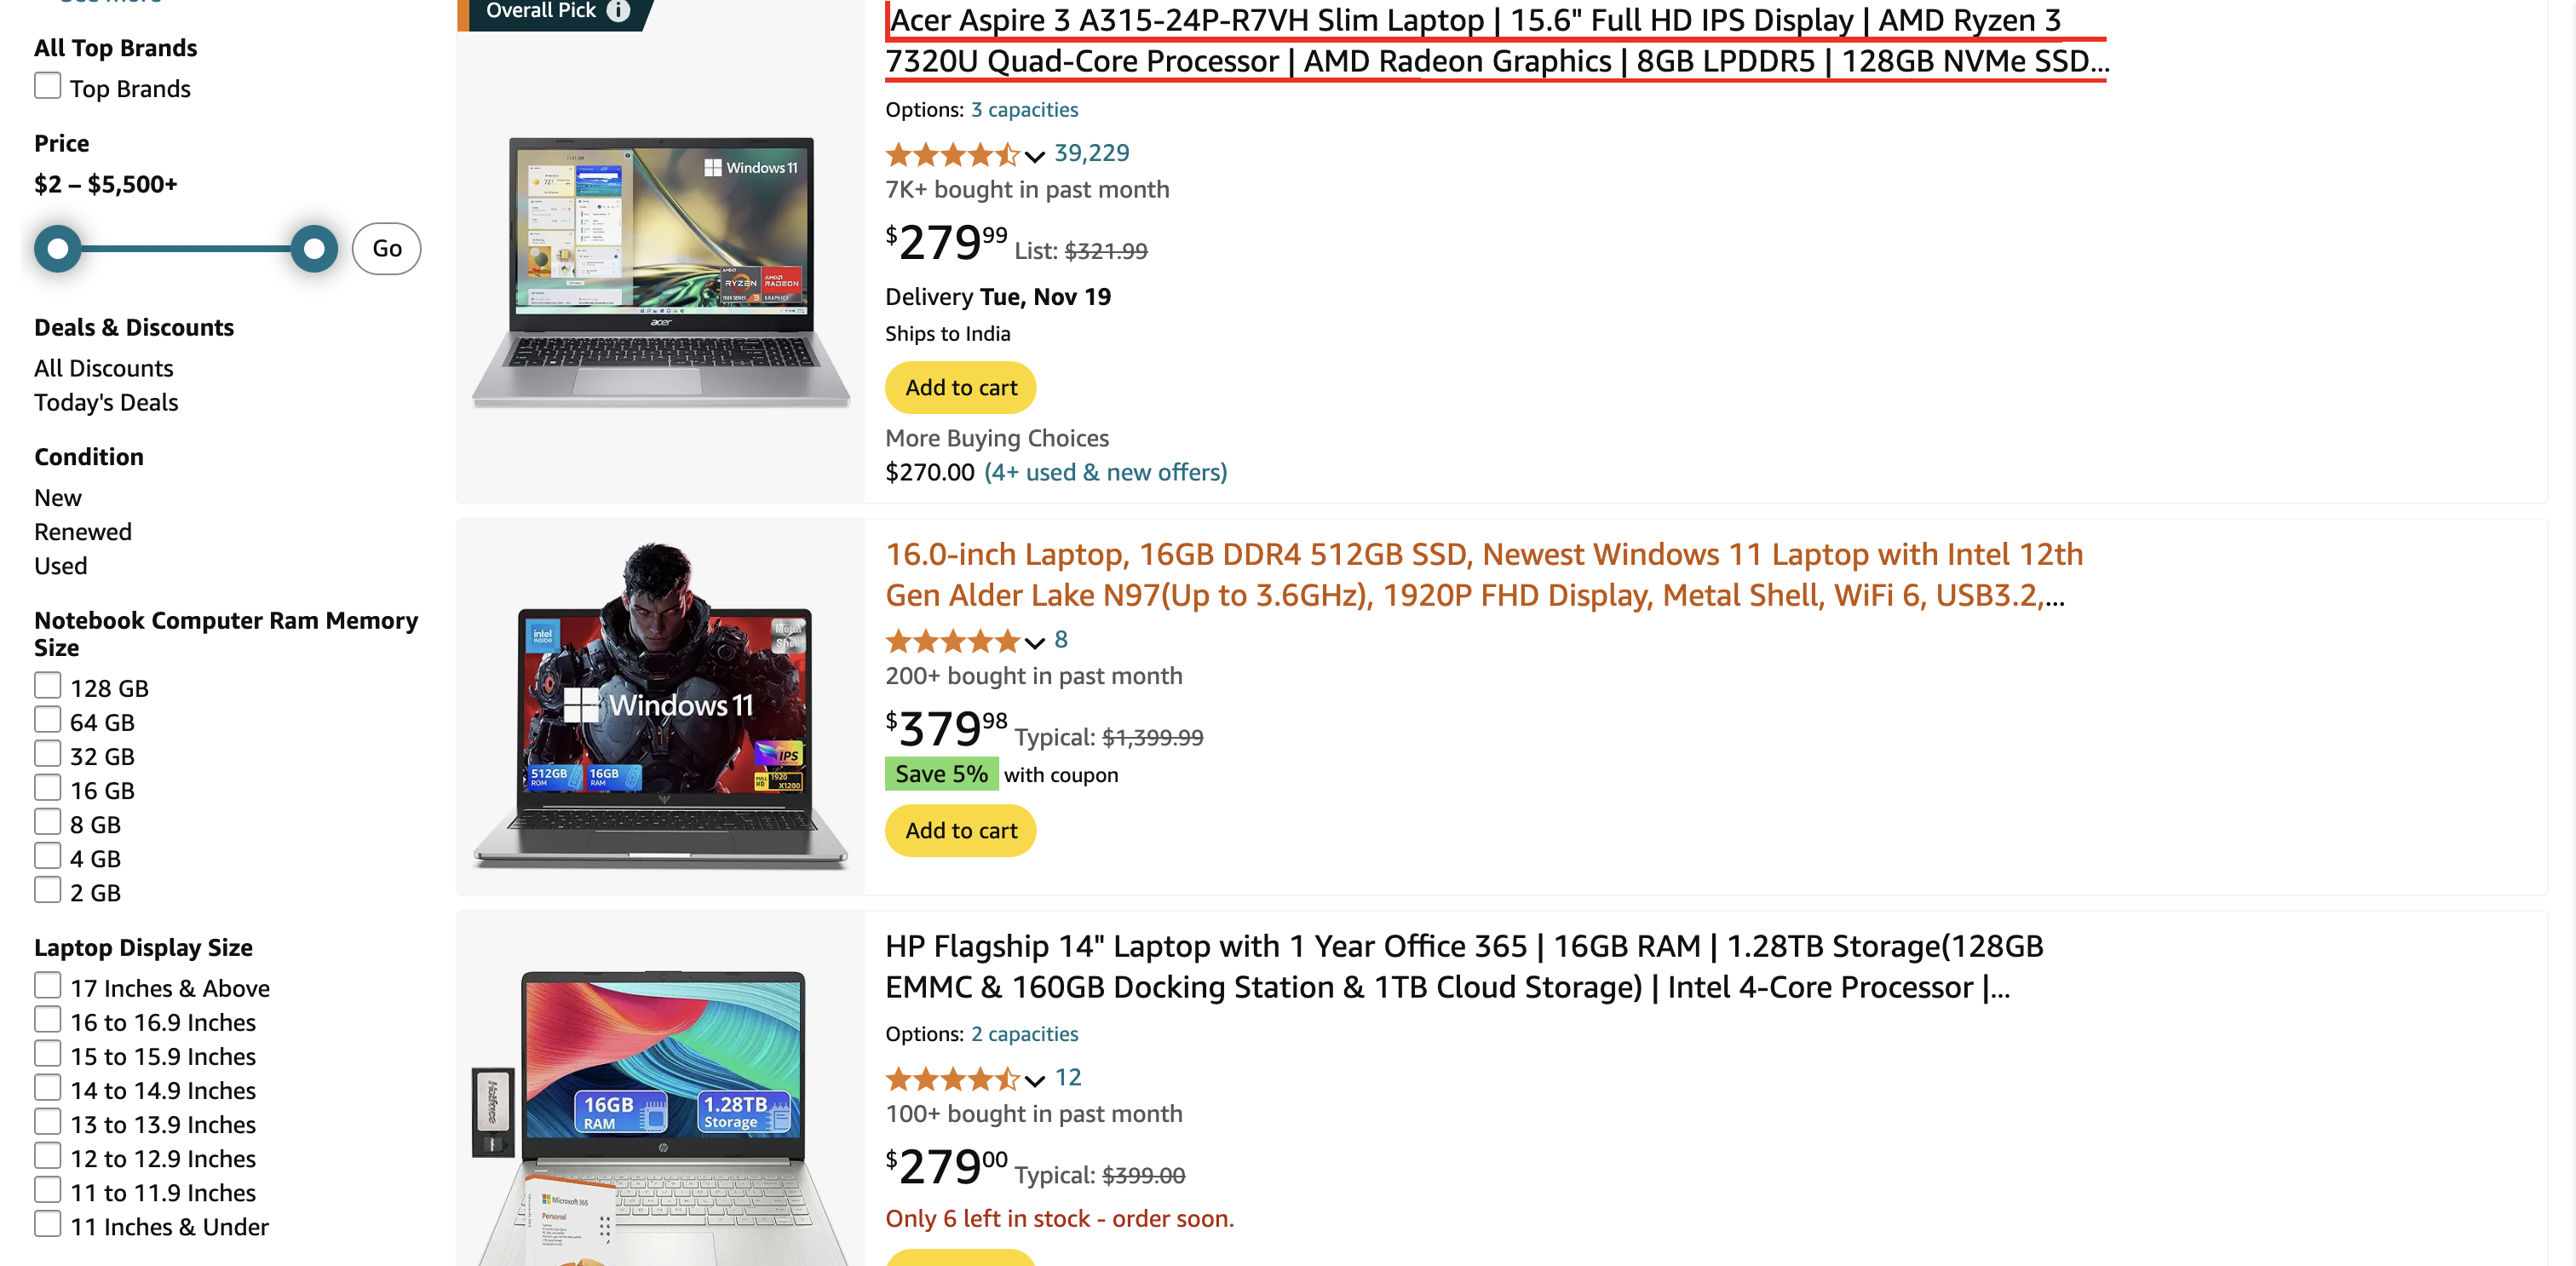 All Top Brands
Top Brands
Price
$2 – $5,500+
Go
Deals & Discounts
All Discounts
Today's Deals
Condition
New
Renewed
Used
Notebook Computer Ram Memory
Size
128 GB
64 GB
32 GB
16 GB
8 GB
4 GB
2 GB
Laptop Display Size
17 Inches & Above
16 to 16.9 Inches
15 to 15.9 Inches
14 to 14.9 Inches
13 to 13.9 Inches
12 to 12.9 Inches
11 to 11.9 Inches
11 Inches & Under
Overall Pick
Windows 11
AMD
RYZEN
AMD
RADEON
GRAPHICS
acer
Acer Aspire 3 A315-24P-R7VH Slim Laptop | 15.6" Full HD IPS Display | AMD Ryzen 3
7320U Quad-Core Processor | AMD Radeon Graphics | 8GB LPDDR5 | 128GB NVMe SSD...
Options: 3 capacities
39,229
7K+ bought in past month
$279.99 List: $321.99
Delivery Tue, Nov 19
Ships to India
Add to cart
More Buying Choices
$270.00 (4+ used & new offers)
intel
INSIDE
Metal
Shell
Windows 11
IPS
512GB
ROM
16GB
RAM
FULL HD 1920 X1200
16.0-inch Laptop, 16GB DDR4 512GB SSD, Newest Windows 11 Laptop with Intel 12th
Gen Alder Lake N97(Up to 3.6GHz), 1920P FHD Display, Metal Shell, WiFi 6, USB3.2,...
8
200+ bought in past month
$379.98 Typical: $1,399.99
Save 5% with coupon
Add to cart
16GB
RAM
1.28TB
Storage
hp
Microsoft 365
Personal
HP Flagship 14" Laptop with 1 Year Office 365 | 16GB RAM | 1.28TB Storage(128GB
EMMC & 160GB Docking Station & 1TB Cloud Storage) | Intel 4-Core Processor |...
Options: 2 capacities
12
100+ bought in past month
$279.00 Typical: $399.00
Only 6 left in stock - order soon.